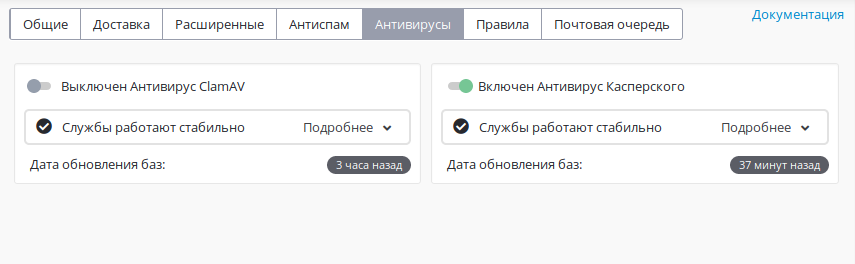 Общие Доставка Расширенные Антиспам Антивирусы Правила Почтовая очередь Документация
Выключен Антивирус ClamAV
Службы работают стабильно Подробнее
Дата обновления баз: 3 часа назад
Включен Антивирус Касперского
Службы работают стабильно Подробнее
Дата обновления баз: 37 минут назад